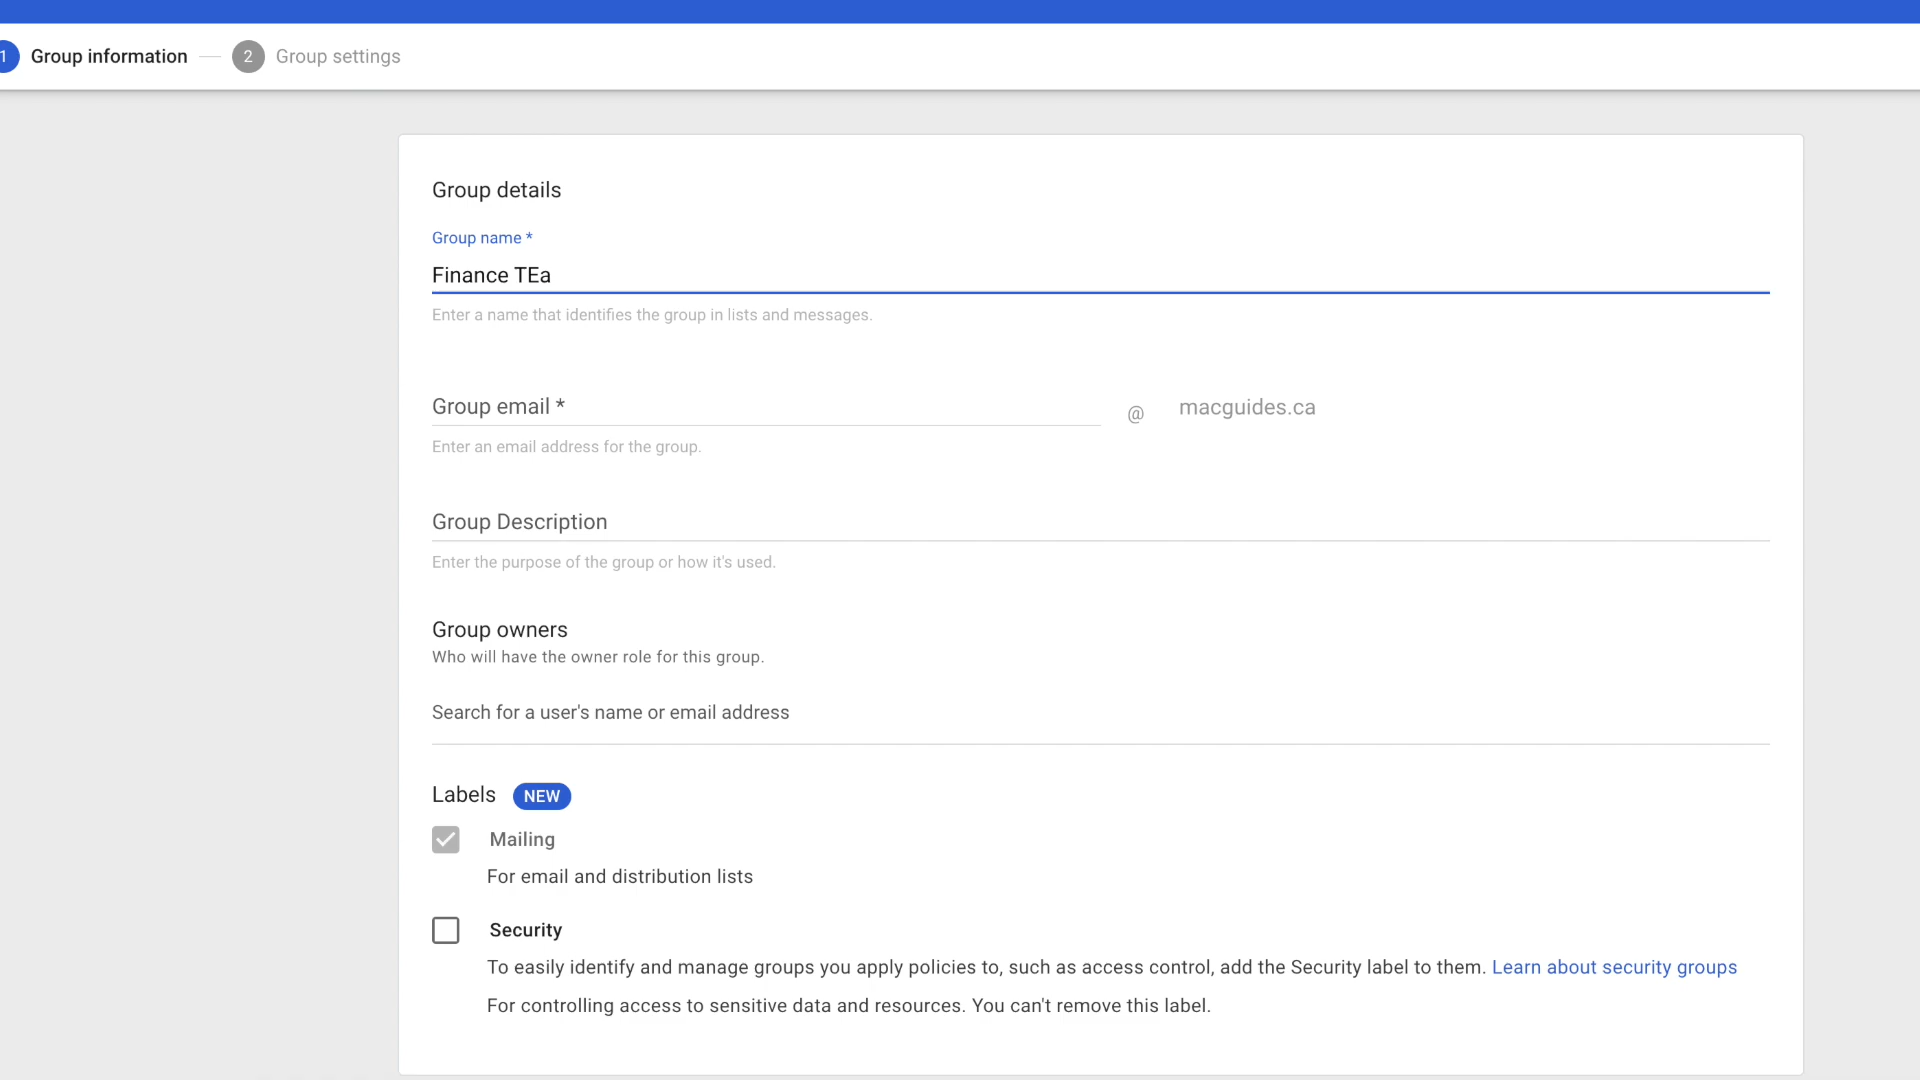 1 Group information 2 Group settings
Group details
Group name *
Finance TEa
Enter a name that identifies the group in lists and messages.
Group email * @ macguides.ca
Enter an email address for the group.
Group Description
Enter the purpose of the group or how it's used.
Group owners
Who will have the owner role for this group.
Search for a user's name or email address
Labels NEW
Mailing
For email and distribution lists
Security
To easily identify and manage groups you apply policies to, such as access control, add the Security label to them. Learn about security groups
For controlling access to sensitive data and resources. You can't remove this label.